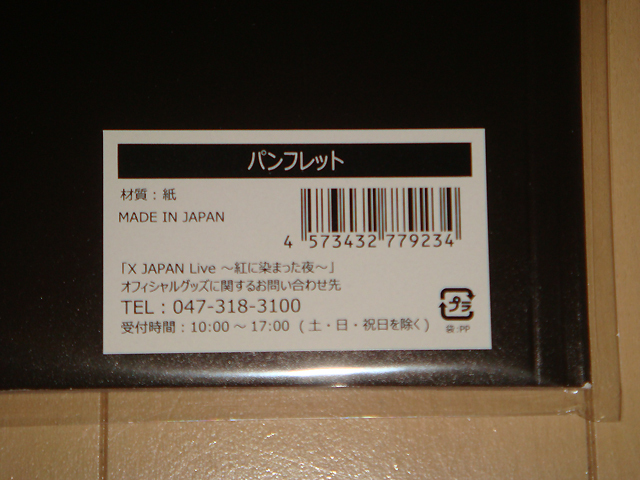 パンフレット
材質：紙
MADE IN JAPAN
4 573432 779234
「X JAPAN Live ～紅に染まった夜～」
オフィシャルグッズに関するお問い合わせ先
TEL：047-318-3100
受付時間：10:00～17:00（土・日・祝日を除く）
プラ
袋:PP